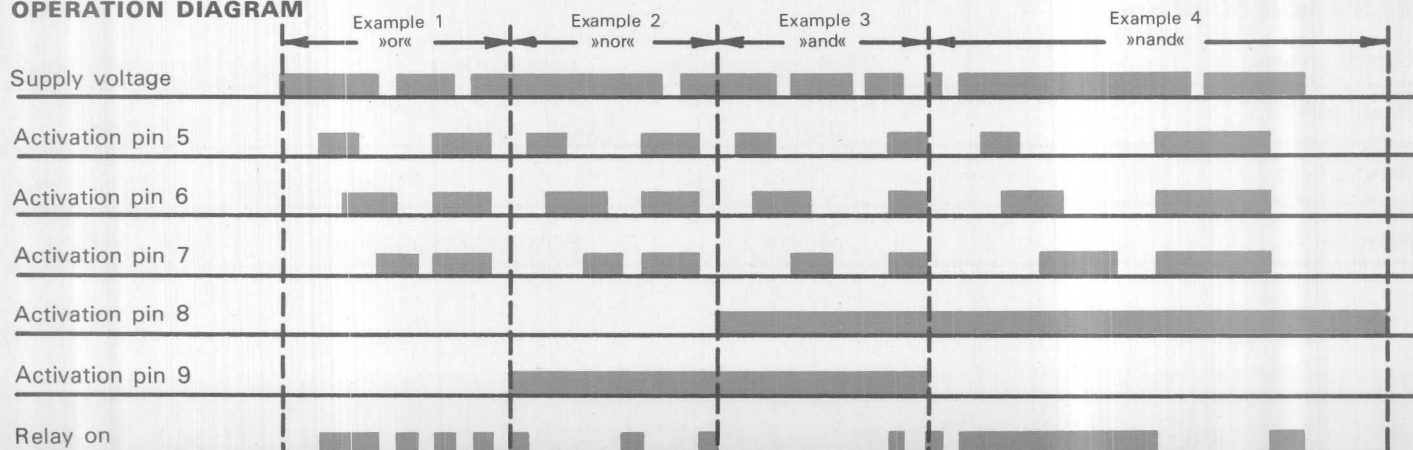 OPERATION DIAGRAM
Example 1
»or«
Example 2
»nor«
Example 3
»and«
Example 4
»nand«
Supply voltage
Activation pin 5
Activation pin 6
Activation pin 7
Activation pin 8
Activation pin 9
Relay on